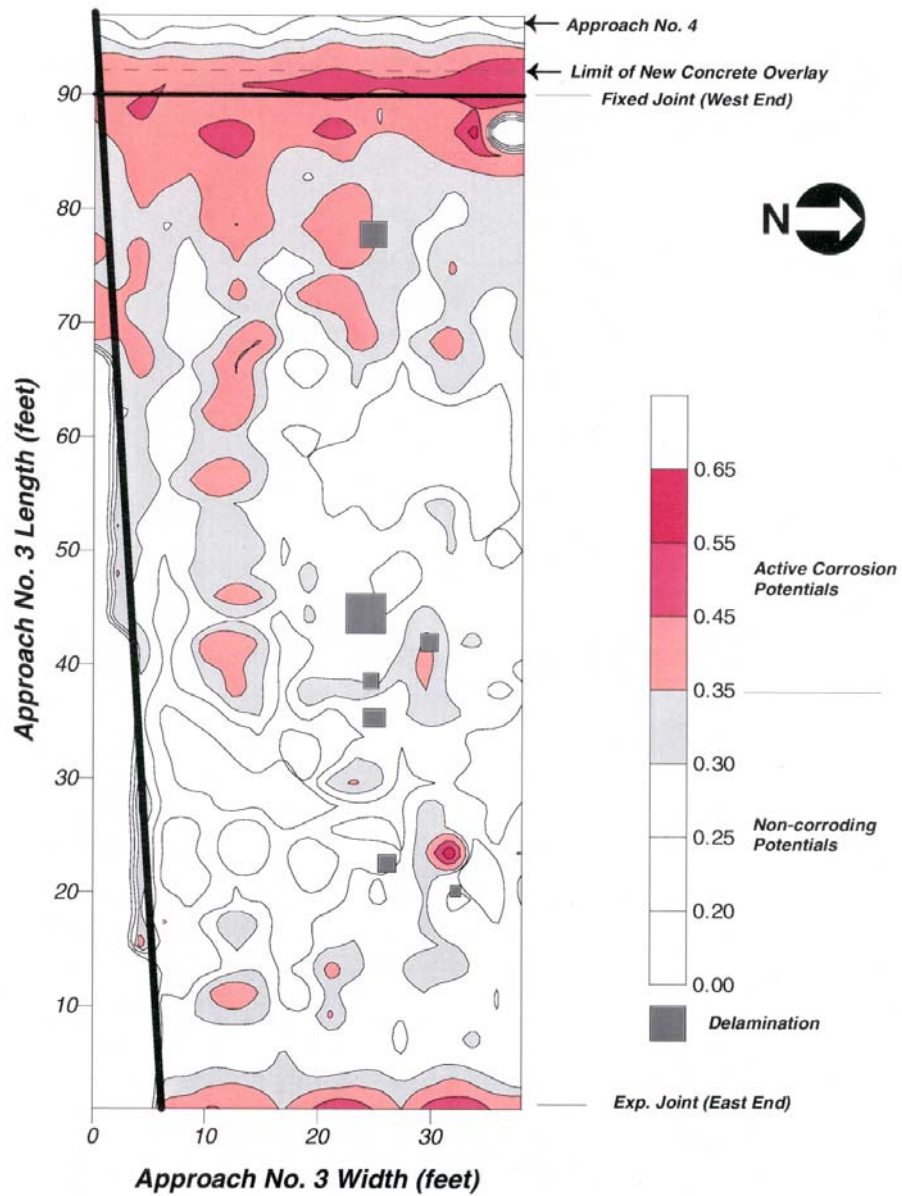 Approach No. 4
Limit of New Concrete Overlay
Fixed Joint (West End)
90
80
70
60
50
40
30
20
10
Approach No. 3 Length (feet)
N
0.65
0.55
0.45
0.35
0.30
0.25
0.20
0.00
Active Corrosion
Potentials
Non-corroding
Potentials
Delamination
Exp. Joint (East End)
0
10
20
30
Approach No. 3 Width (feet)